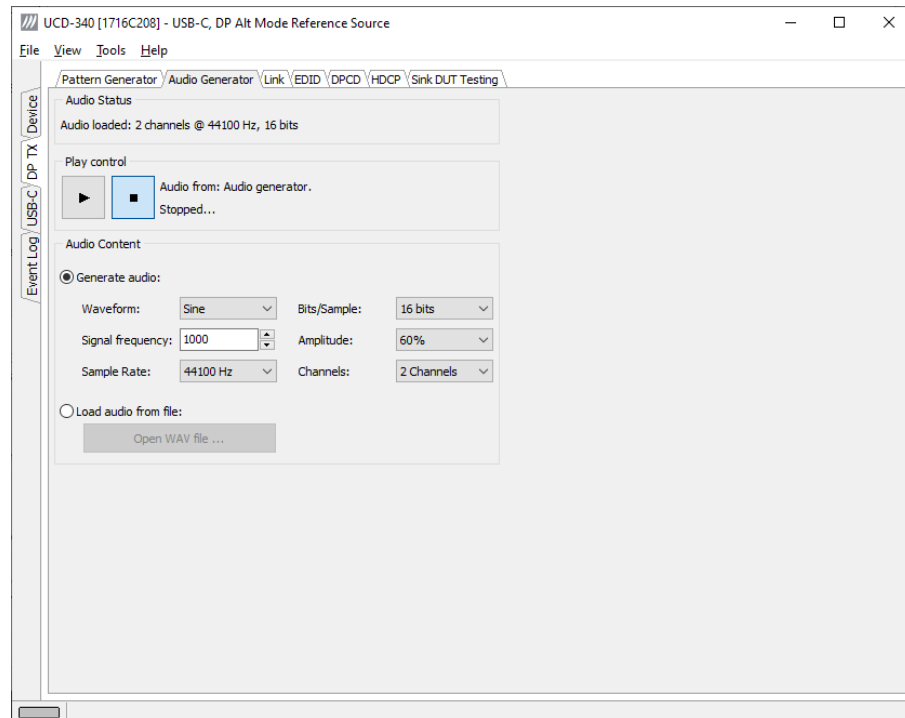 UCD-340 [1716C208] - USB-C, DP Alt Mode Reference Source
File View Tools Help
Pattern Generator Audio Generator Link EDID DPCD HDCP Sink DUT Testing
Device
DP TX
USB-C
Event Log
Audio Status
Audio loaded: 2 channels @ 44100 Hz, 16 bits
Play control
Audio from: Audio generator.
Stopped...
Audio Content
Generate audio:
Waveform: Sine Bits/Sample: 16 bits
Signal frequency: 1000 Amplitude: 60%
Sample Rate: 44100 Hz Channels: 2 Channels
Load audio from file:
Open WAV file ...